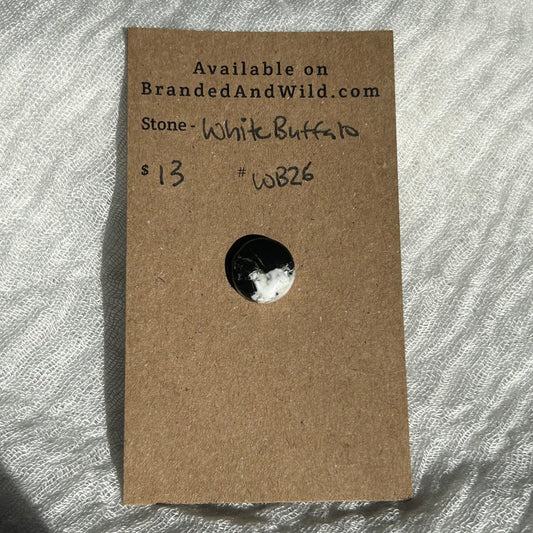 Available on
BrandedAndWild.com
Stone - White Buffalo
$ 13 # WB26